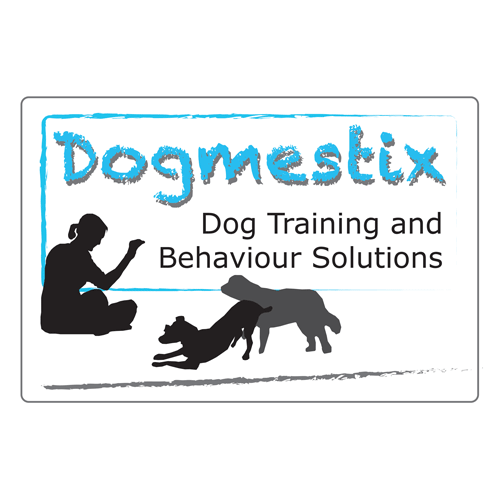 Dogmestix
Dog Training and
Behaviour Solutions